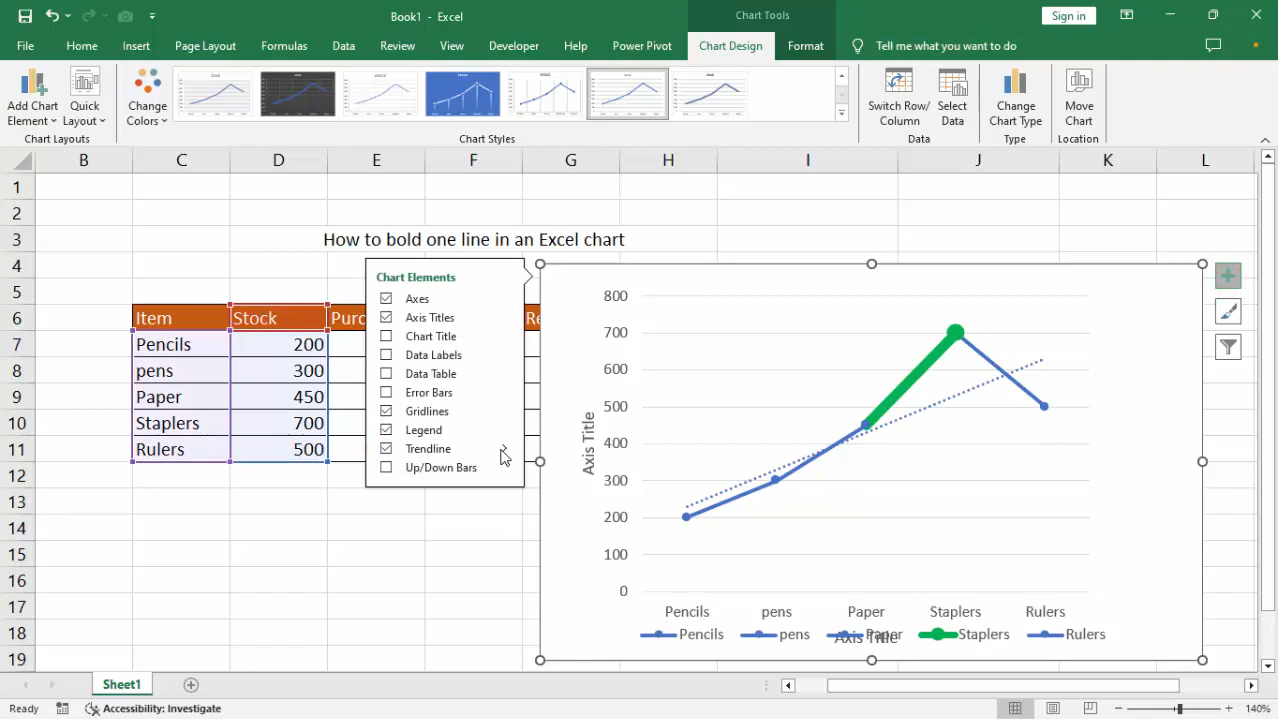 Book1 - Excel
Chart Tools
Sign in
File Home Insert Page Layout Formulas Data Review View Developer Help Power Pivot Chart Design Format Tell me what you want to do
Add Chart Element
Quick Layout
Change Colors
Switch Row/ Column
Select Data
Change Chart Type
Move Chart
Chart Layouts Chart Styles Data Type Location
B C D E F G H I J K L
1
2
3 How to bold one line in an Excel chart
4
5
6 Item Stock Purc Re
7 Pencils 200
8 pens 300
9 Paper 450
10 Staplers 700
11 Rulers 500
12
13
14
15
16
17
18
19
Chart Elements
Axes
Axis Titles
Chart Title
Data Labels
Data Table
Error Bars
Gridlines
Legend
Trendline
Up/Down Bars
800
700
600
500
400
300
200
100
0
Axis Title
Pencils pens Paper Staplers Rulers
Pencils pens Paper Staplers Rulers
Axis Title
Sheet1
Ready Accessibility: Investigate 140%